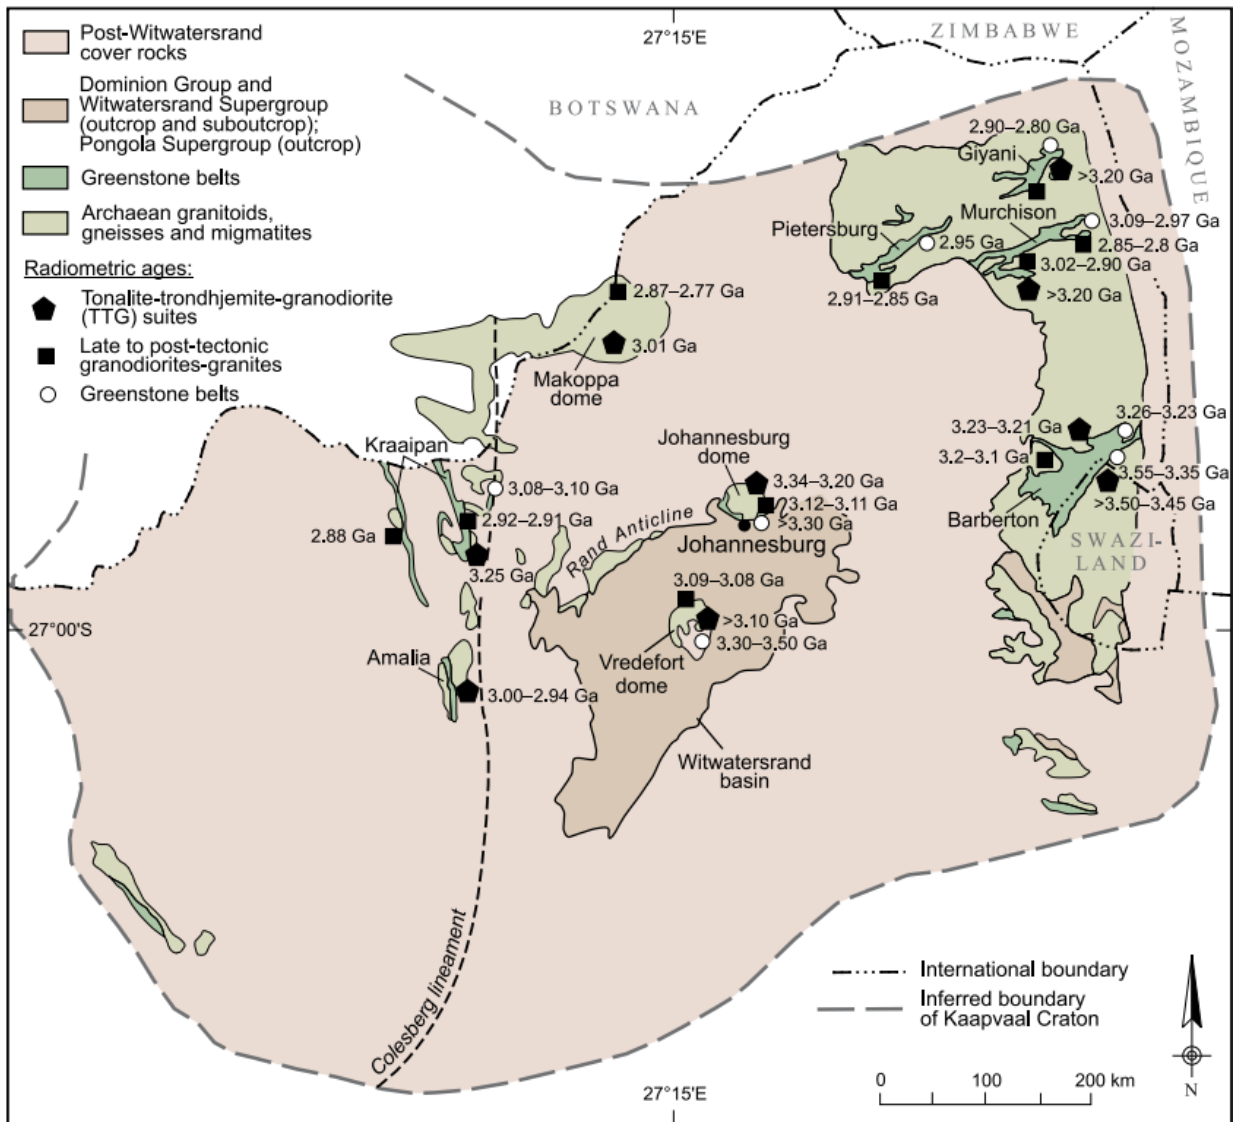 Post-Witwatersrand
cover rocks
Dominion Group and
Witwatersrand Supergroup
(outcrop and suboutcrop);
Pongola Supergroup (outcrop)
Greenstone belts
Archaean granitoids,
gneisses and migmatites
Radiometric ages:
Tonalite-trondhjemite-granodiorite
(TTG) suites
Late to post-tectonic
granodiorites-granites
Greenstone belts
27°15'E
ZIMBABWE
MOZAMBIQUE
BOTSWANA
2.90–2.80 Ga
Giyani
>3.20 Ga
Murchison
3.09–2.97 Ga
Pietersburg
2.95 Ga
2.85–2.8 Ga
3.02–2.90 Ga
2.91–2.85 Ga
>3.20 Ga
2.87–2.77 Ga
3.01 Ga
Makoppa
dome
Kraaipan
3.08–3.10 Ga
2.92–2.91 Ga
2.88 Ga
3.25 Ga
Johannesburg
dome
3.34–3.20 Ga
3.12–3.11 Ga
>3.30 Ga
Johannesburg
Rand Anticline
3.26–3.23 Ga
3.23–3.21 Ga
3.2–3.1 Ga
3.55–3.35 Ga
>3.50–3.45 Ga
Barberton
SWAZI-
LAND
3.09–3.08 Ga
>3.10 Ga
3.30–3.50 Ga
Vredefort
dome
27°00'S
Amalia
3.00–2.94 Ga
Witwatersrand
basin
Colesberg lineament
International boundary
Inferred boundary
of Kaapvaal Craton
27°15'E
0 100 200 km
N